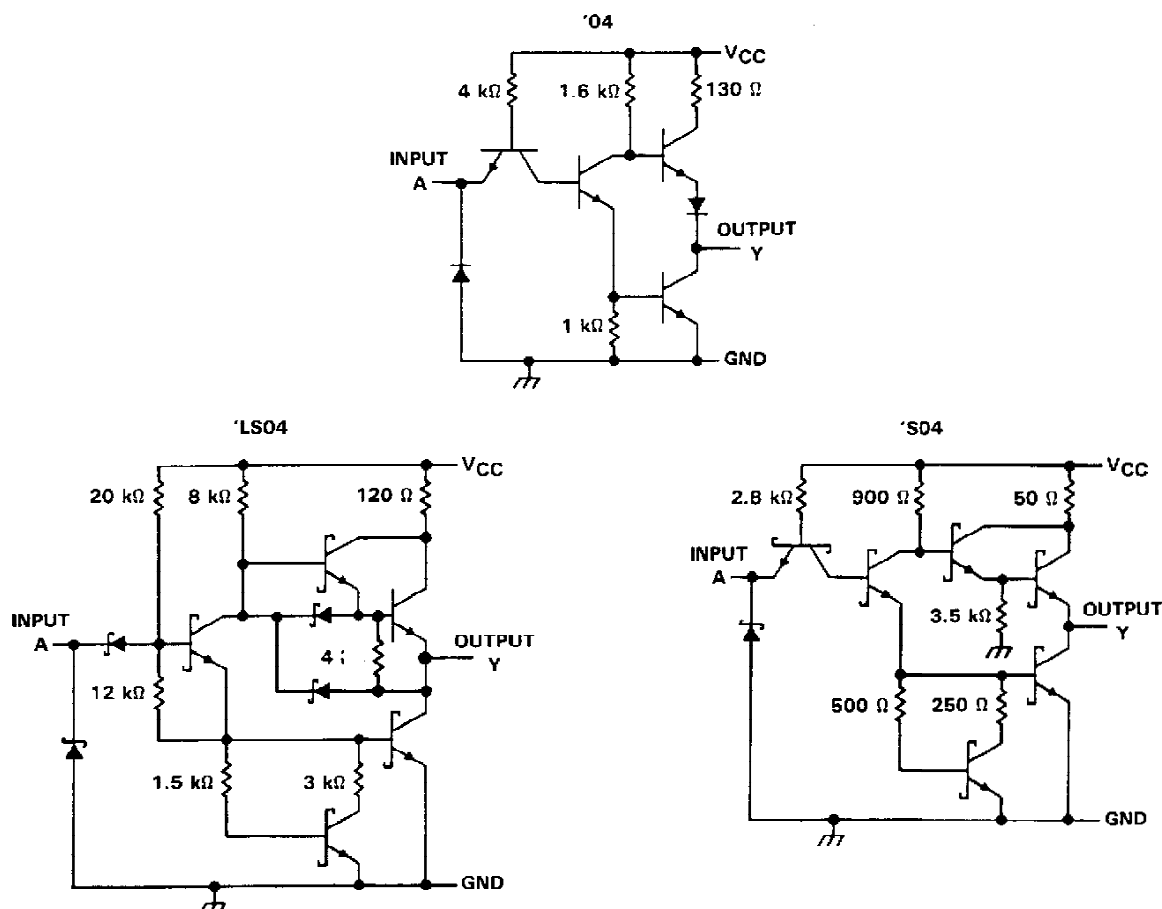 '04
VCC
4 kΩ
1.6 kΩ
130 Ω
INPUT
A
OUTPUT
Y
1 kΩ
GND
'LS04
VCC
20 kΩ
8 kΩ
120 Ω
INPUT
A
OUTPUT
Y
4
12 kΩ
1.5 kΩ
3 kΩ
GND
'S04
VCC
2.8 kΩ
900 Ω
50 Ω
INPUT
A
3.5 kΩ
OUTPUT
Y
500 Ω
250 Ω
GND